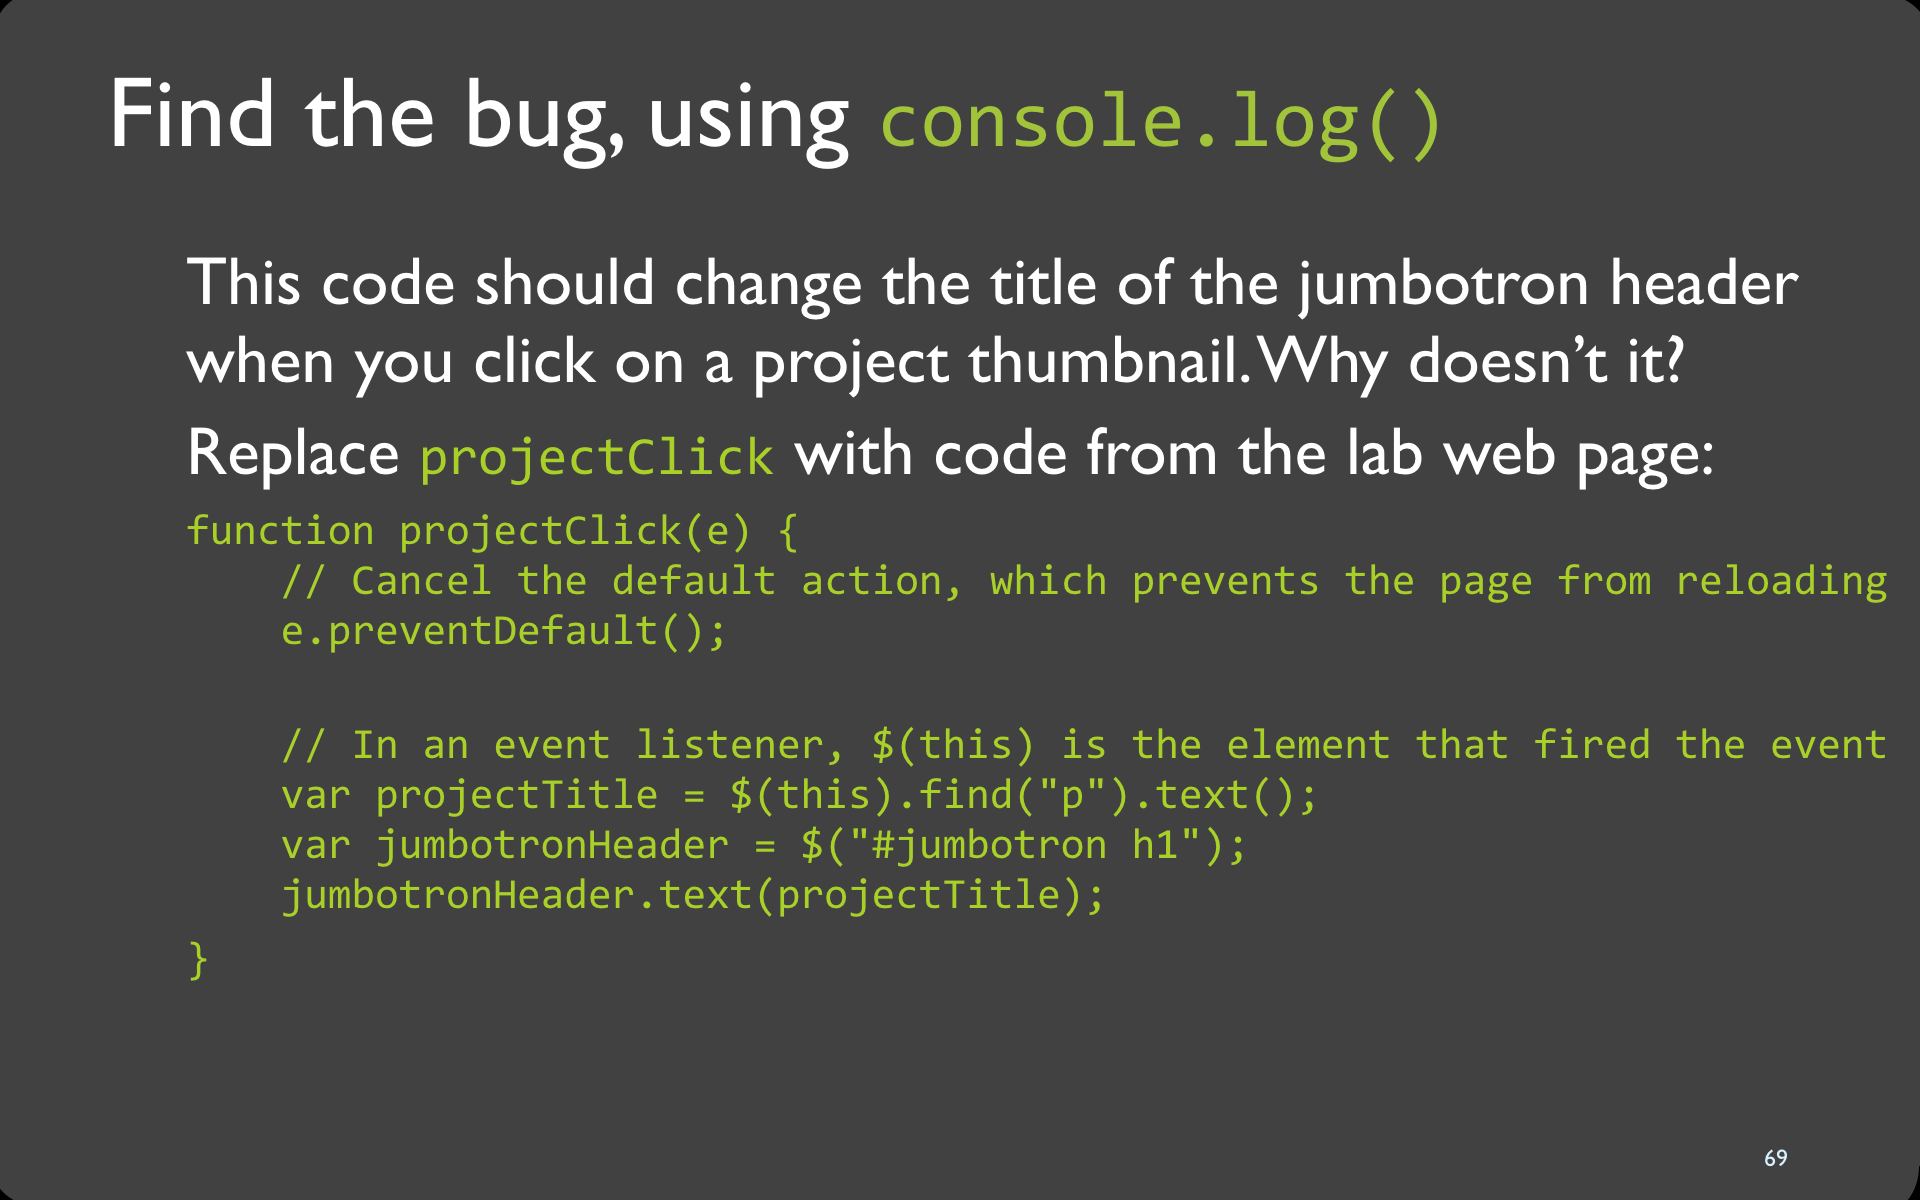 Find the bug, using console.log()
This code should change the title of the jumbotron header
when you click on a project thumbnail. Why doesn’t it?
Replace projectClick with code from the lab web page:
function projectClick(e) {
    // Cancel the default action, which prevents the page from reloading
    e.preventDefault();
    // In an event listener, $(this) is the element that fired the event
    var projectTitle = $(this).find("p").text();
    var jumbotronHeader = $("#jumbotron h1");
    jumbotronHeader.text(projectTitle);
}
69